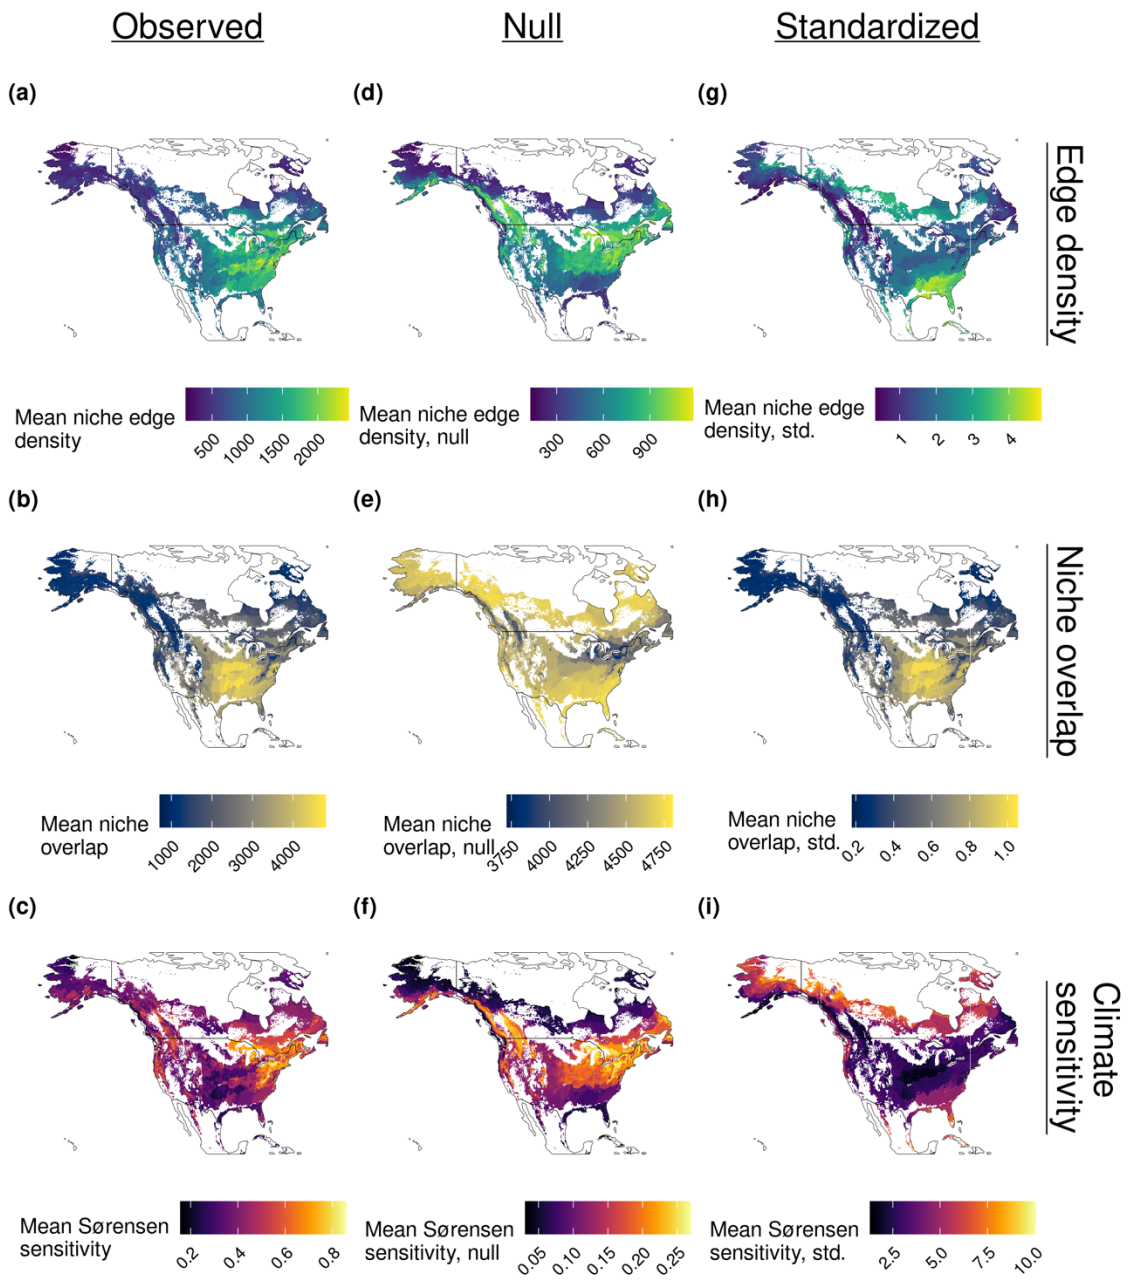 Observed
Null
Standardized
(a)
(d)
(g)
Edge density
Mean niche edge
density
500
1000
1500
2000
Mean niche edge
density, null
300
600
900
Mean niche edge
density, std.
1
2
3
4
(b)
(e)
(h)
Niche overlap
Mean niche
overlap
1000
2000
3000
4000
Mean niche
overlap, null
3750
4000
4250
4500
4750
Mean niche
overlap, std.
0.2
0.4
0.6
0.8
1.0
(c)
(f)
(i)
Climate
sensitivity
Mean Sørensen
sensitivity
0.2
0.4
0.6
0.8
Mean Sørensen
sensitivity, null
0.05
0.10
0.15
0.20
0.25
Mean Sørensen
sensitivity, std.
2.5
5.0
7.5
10.0